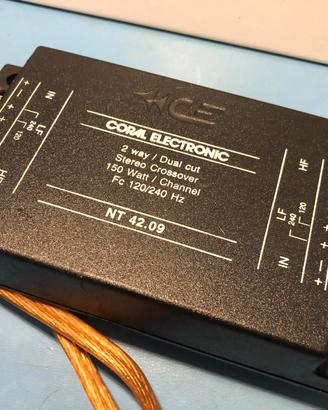 CE
CORAL ELECTRONIC
2 way / Dual cut
Stereo Crossover
150 Watt / Channel
Fc 120/240 Hz
NT 42.09
IN
LF
240
120
HF
LF
240
120
IN